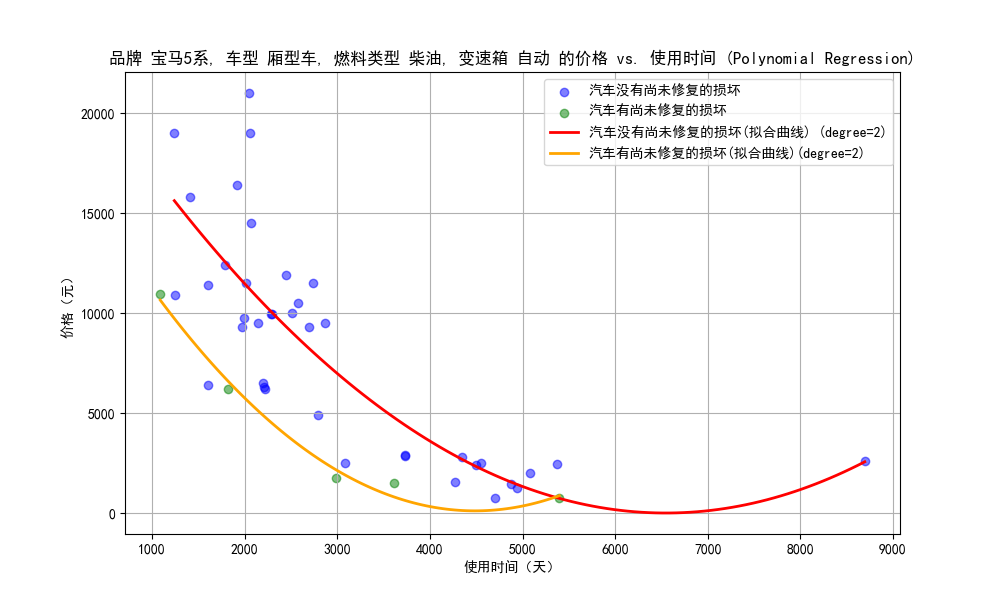 品牌 宝马5系, 车型 厢型车, 燃料类型 柴油, 变速箱 自动 的价格 vs. 使用时间 (Polynomial Regression)
汽车没有尚未修复的损坏
汽车有尚未修复的损坏
汽车没有尚未修复的损坏(拟合曲线) (degree=2)
汽车有尚未修复的损坏(拟合曲线)(degree=2)
价格（元）
20000
15000
10000
5000
0
1000 2000 3000 4000 5000 6000 7000 8000 9000
使用时间（天）